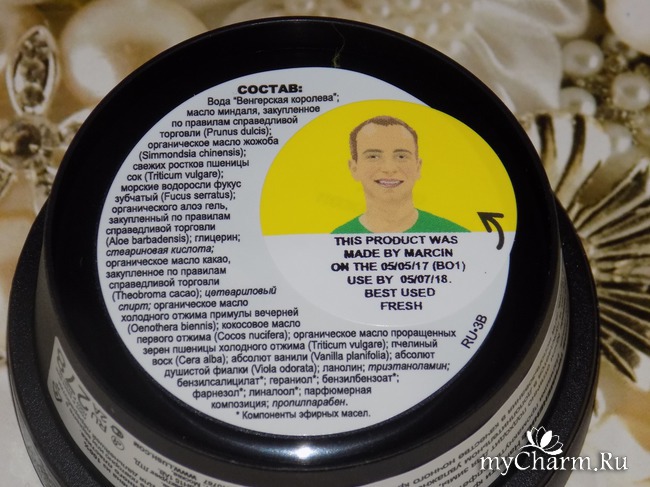 СОСТАВ:
Вода "Венгерская королева";
масло миндаля, закупленное
по правилам справедливой
торговли (Prunus dulcis);
органическое масло жожоба
(Simmondsia chinensis);
свежих ростков пшеницы
сок (Triticum vulgare);
морские водоросли фукус
зубчатый (Fucus serratus);
органического алоэ гель,
закупленный по правилам
справедливой торговли
(Aloe barbadensis); глицерин;
стеариновая кислота;
органическое масло какао,
закупленное по правилам
справедливой торговли
(Theobroma cacao); цетеариловый
спирт; органическое масло
холодного отжима примулы вечерней
(Oenothera biennis); кокосовое масло
первого отжима (Cocos nucifera); органическое масло пророщенных
зерен пшеницы холодного отжима (Triticum vulgare); пчелиный
воск (Cera alba); абсолют ванили (Vanilla planifolia); абсолют
душистой фиалки (Viola odorata); ланолин; триэтаноламин;
бензилсалицилат*; гераниол*; бензилбензоат*;
фарнезол*; линалоол*; парфюмерная
композиция; пропилпарабен.
* Компоненты эфирных масел.
THIS PRODUCT WAS
MADE BY MARCIN
ON THE 05/05/17 (BO1)
USE BY 05/07/18.
BEST USED
FRESH
RU-3B
myCharm.Ru